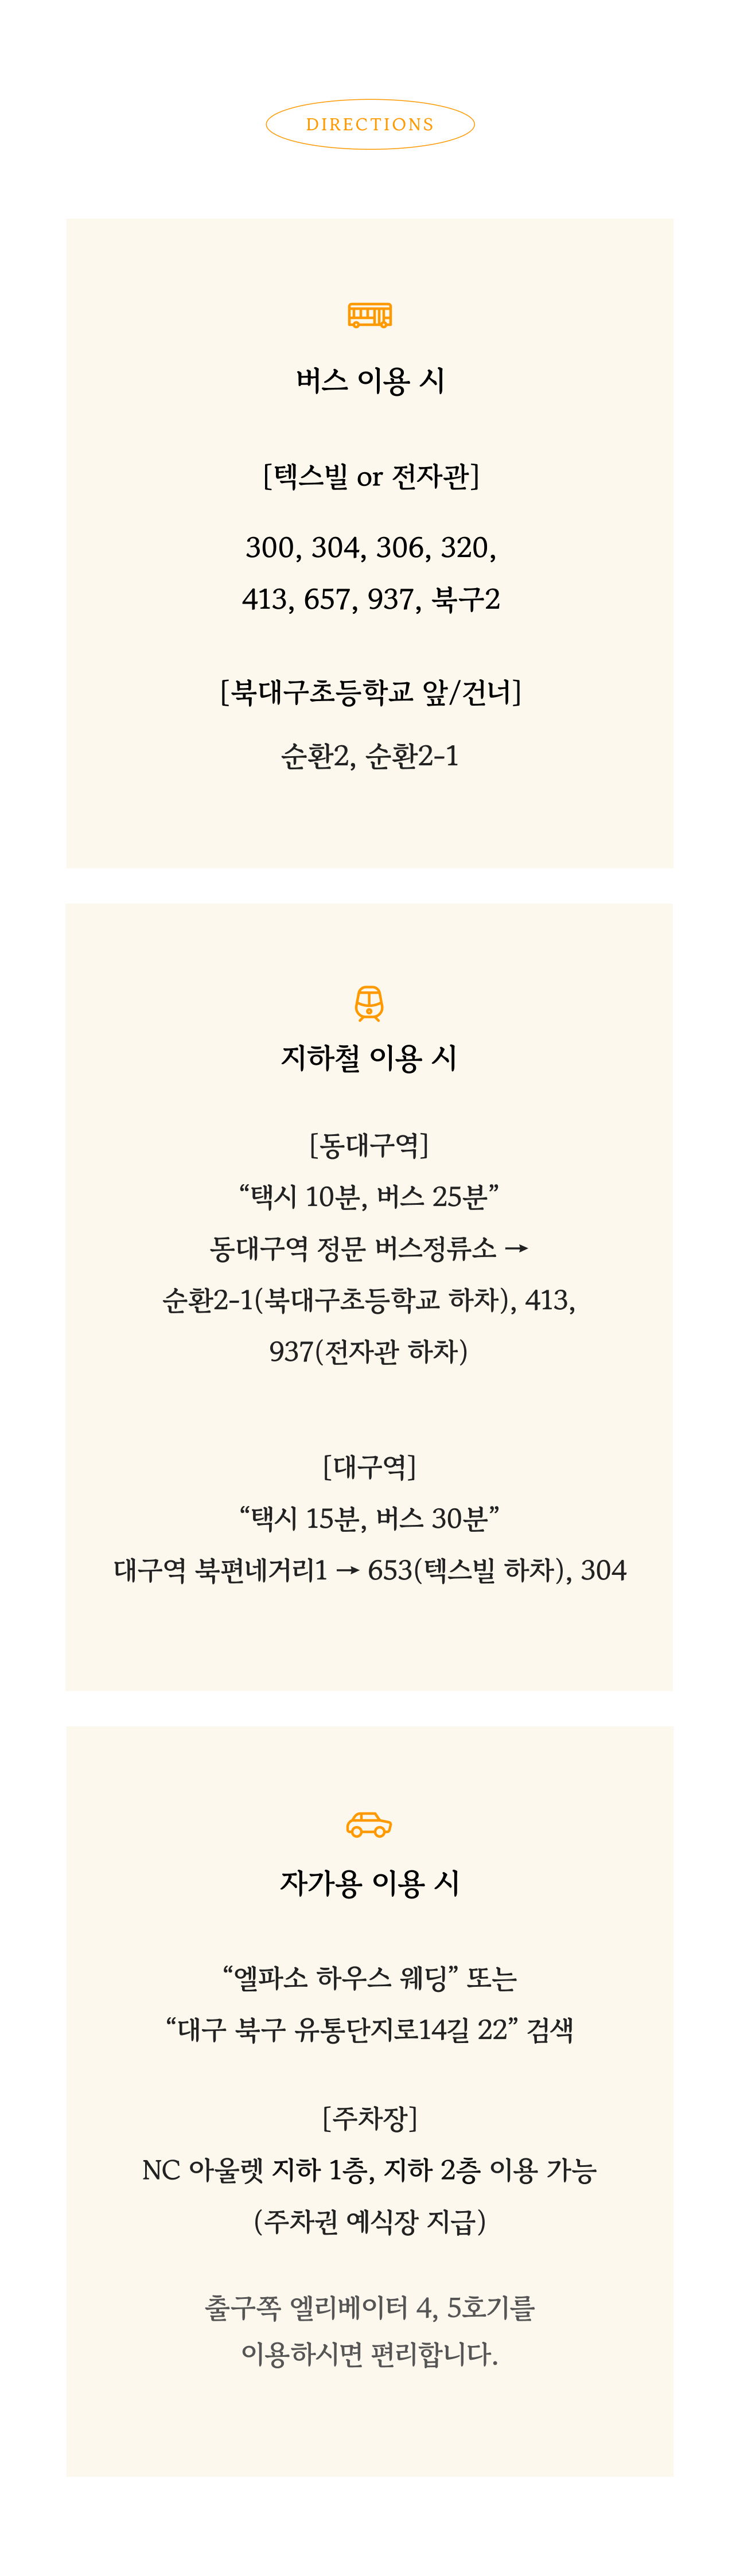 DIRECTIONS
버스 이용 시
[텍스빌 or 전자관]
300, 304, 306, 320,
413, 657, 937, 북구2
[북대구초등학교 앞/건너]
순환2, 순환2-1
지하철 이용 시
[동대구역]
“택시 10분, 버스 25분”
동대구역 정문 버스정류소 →
순환2-1(북대구초등학교 하차), 413,
937(전자관 하차)
[대구역]
“택시 15분, 버스 30분”
대구역 북편네거리1 → 653(텍스빌 하차), 304
자가용 이용 시
“엘파소 하우스 웨딩” 또는
“대구 북구 유통단지로14길 22” 검색
[주차장]
NC 아울렛 지하 1층, 지하 2층 이용 가능
(주차권 예식장 지급)
출구쪽 엘리베이터 4, 5호기를
이용하시면 편리합니다.